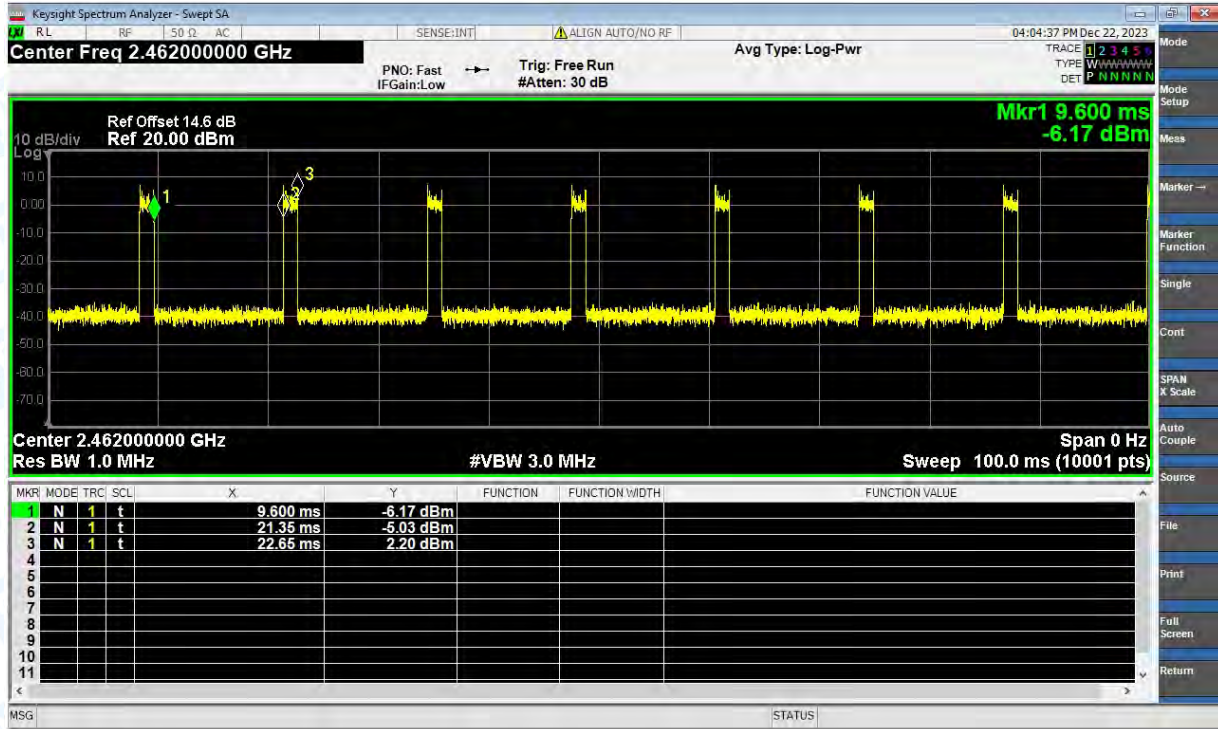 Keysight Spectrum Analyzer - Swept SA
LXI RL RF 50 Ω AC SENSE:INT ALIGN AUTO/NO RF 04:04:37 PM Dec 22, 2023
Center Freq 2.462000000 GHz
PNO: Fast
IFGain:Low
Trig: Free Run
#Atten: 30 dB
Avg Type: Log-Pwr
TRACE 1 2 3 4 5 6
TYPE WWWWWWW
DET P N N N N N
Ref Offset 14.6 dB
10 dB/div Ref 20.00 dBm
Log
Mkr1 9.600 ms
-6.17 dBm
10.0
0.00
-10.0
-20.0
-30.0
-40.0
-50.0
-60.0
-70.0
1
2
3
Center 2.462000000 GHz Span 0 Hz
Res BW 1.0 MHz #VBW 3.0 MHz Sweep 100.0 ms (10001 pts)
MKR MODE TRC SCL X Y FUNCTION FUNCTION WIDTH FUNCTION VALUE
1 N 1 t 9.600 ms -6.17 dBm
2 N 1 t 21.35 ms -5.03 dBm
3 N 1 t 22.65 ms 2.20 dBm
4
5
6
7
8
9
10
11
MSG STATUS
Mode
Mode
Setup
Meas
Marker→
Marker
Function
Single
Cont
SPAN
X Scale
Auto
Couple
Source
File
Print
Full
Screen
Return